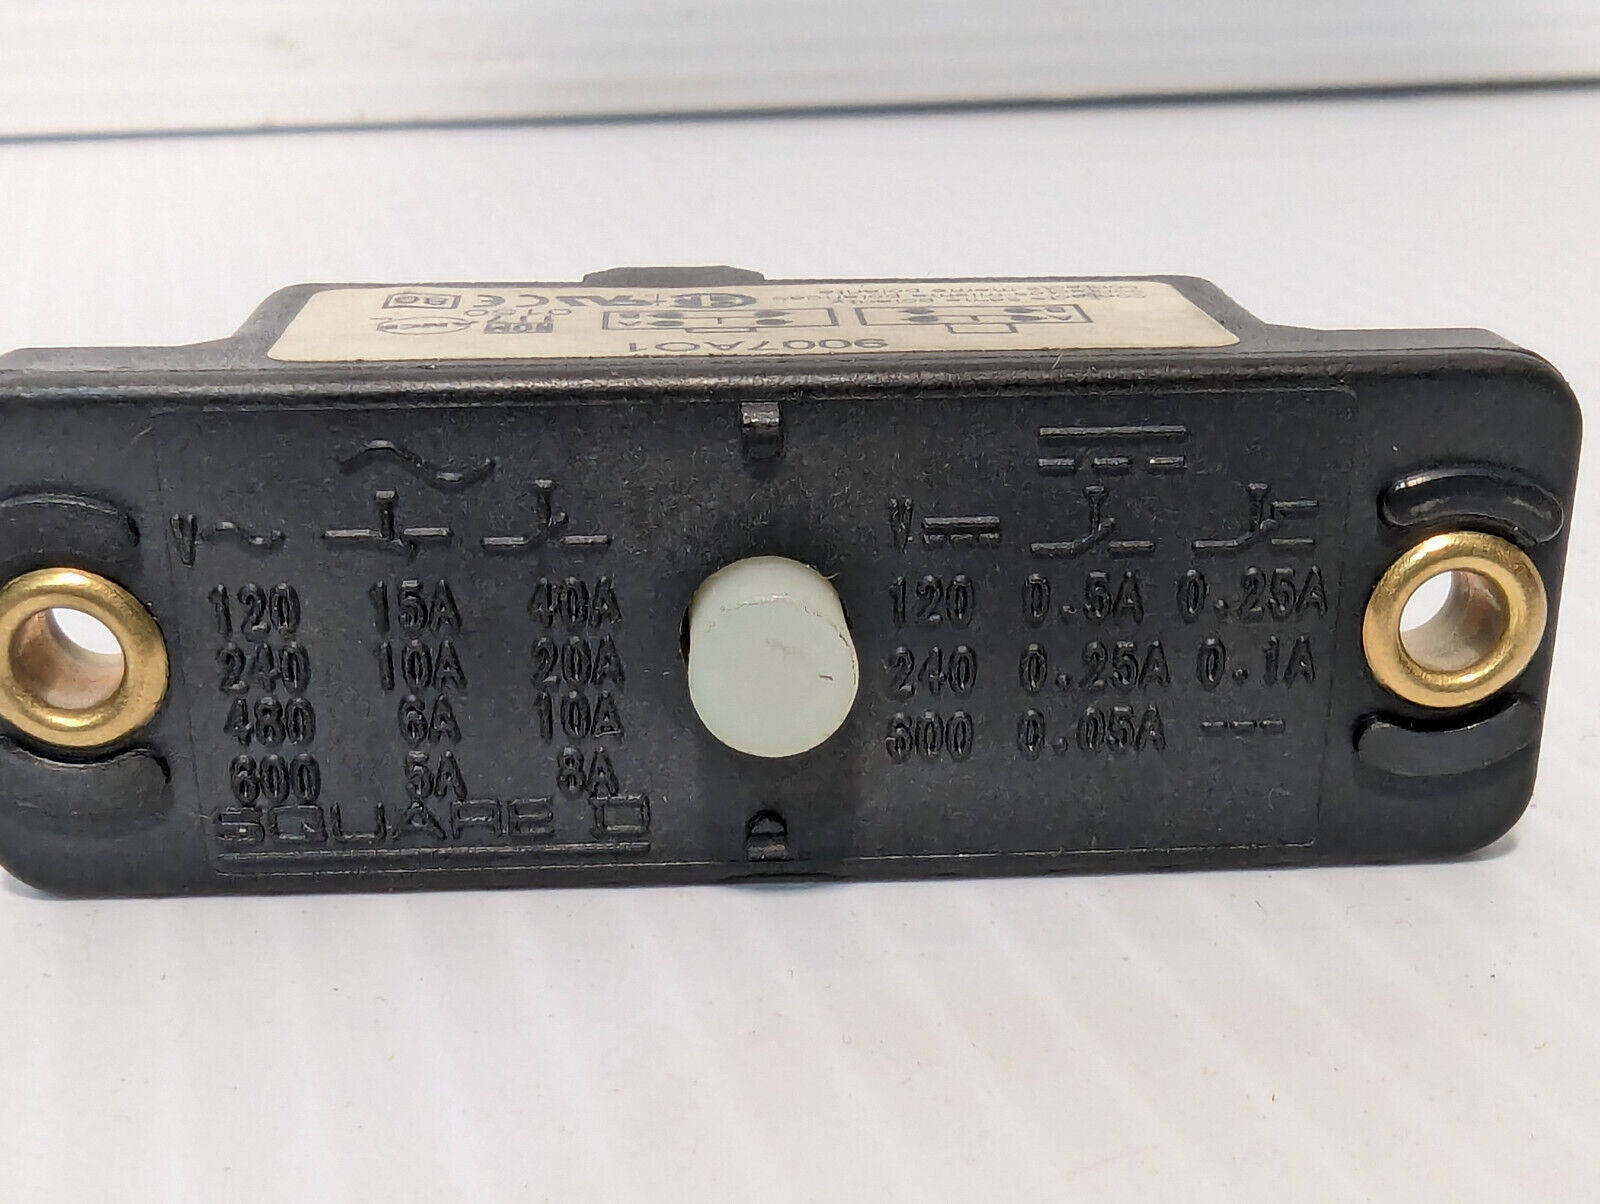 9007AO1
V~
120 15A 40A
240 10A 20A
480 6A 10A
600 5A 8A
SQUARE D
V
120 0.5A 0.25A
240 0.25A 0.1A
600 0.05A ---